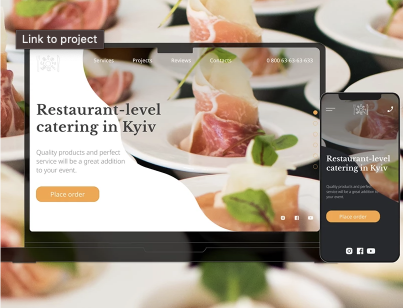 Link to project
Services Projects Reviews Contacts 0 800 63-63-63-633
Restaurant-level
catering in Kyiv
Quality products and perfect
service will be a great addition
to your event.
Place order
Restaurant-level
catering in Kyiv
Quality products and perfect
service will be a great addition to
your event.
Place order